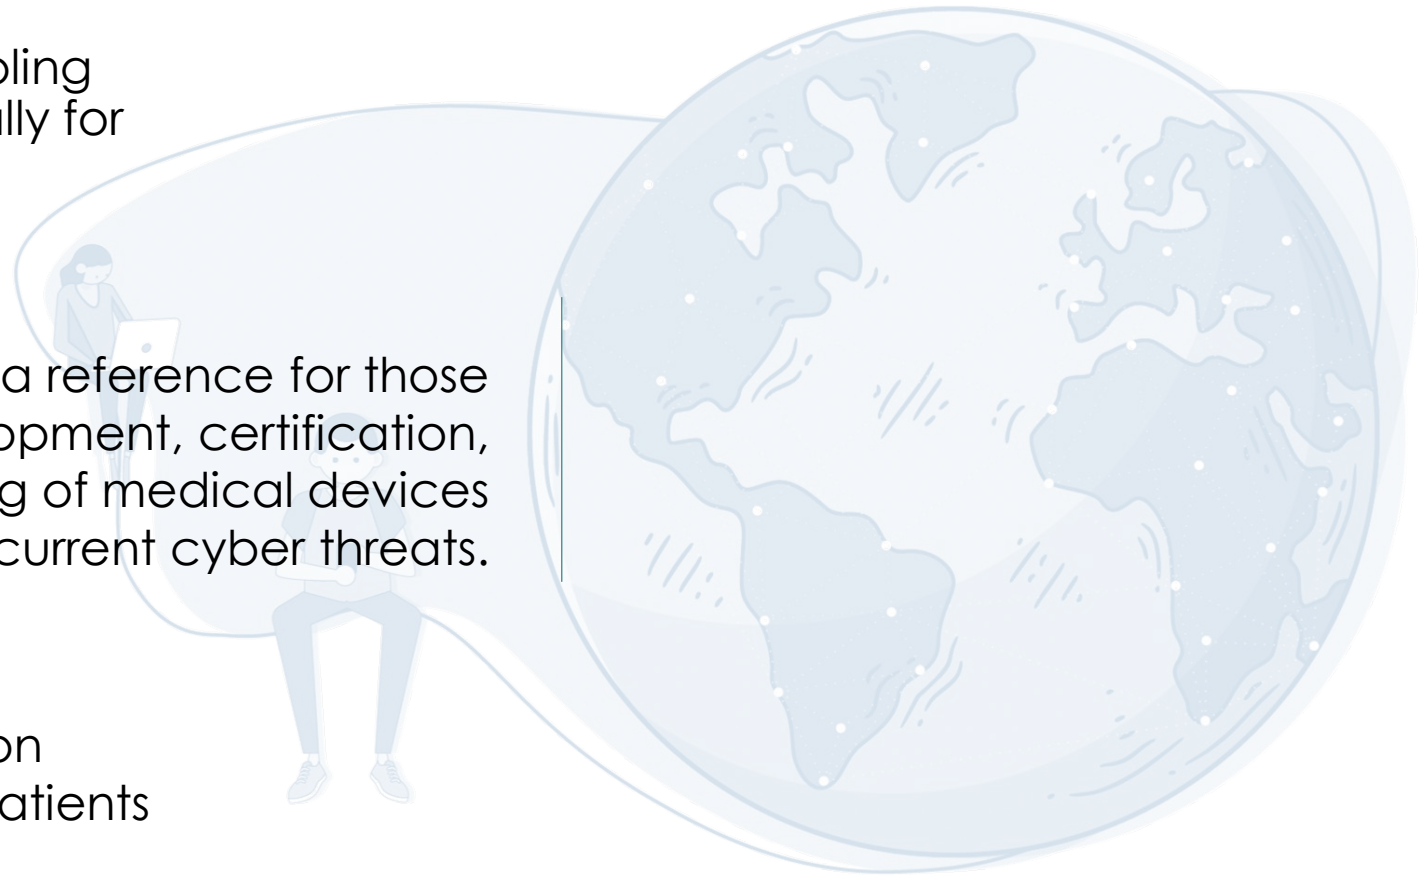 bling
ally for
a reference for those
opment, certification,
g of medical devices
current cyber threats.
on
atients